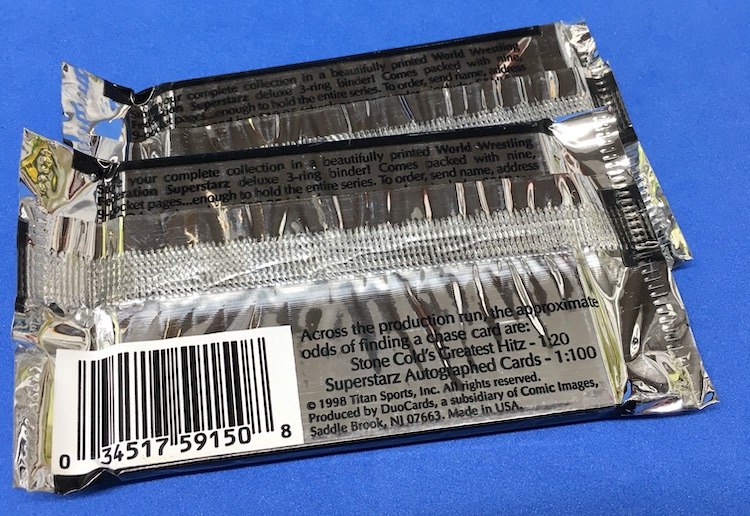 your complete collection in a beautifully printed World Wrestling
Superstarz deluxe 3-ring binder! Comes packed with nine,
pages...enough to hold the entire series. To order, send name, address
your complete collection in a beautifully printed World Wrestling
ation Superstarz deluxe 3-ring binder! Comes packed with nine,
ket pages...enough to hold the entire series. To order, send name, address
Across the production run, the approximate
odds of finding a chase card are:
Stone Cold's Greatest Hitz - 1:20
Superstarz Autographed Cards - 1:100
© 1998 Titan Sports, Inc. All rights reserved.
Produced by DuoCards, a subsidiary of Comic Images,
Saddle Brook, NJ 07663. Made in USA.
0 34517 59150 8